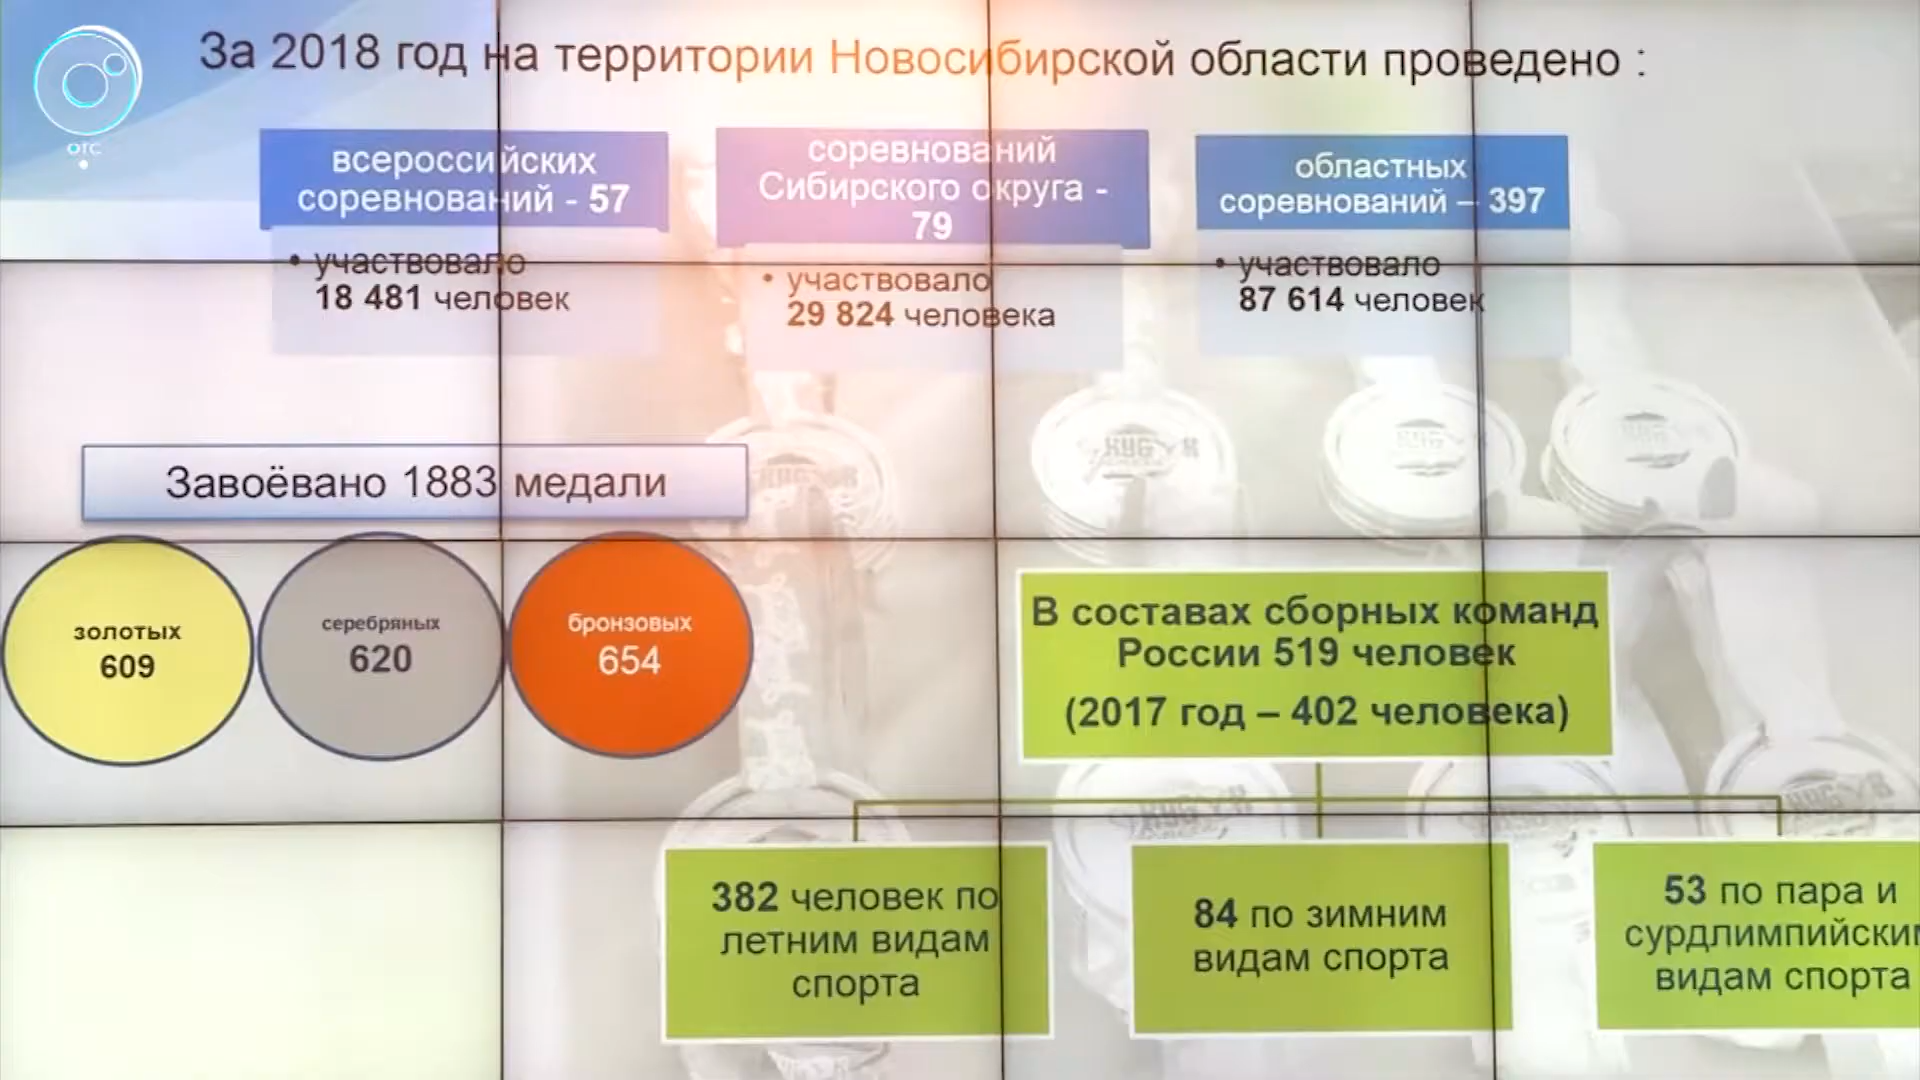 отс
За 2018 год на территории Новосибирской области проведено :
всероссийских
соревнований - 57
• участвовало
18 481 человек
соревнований
Сибирского округа -
79
• участвовало
29 824 человека
областных
соревнований – 397
• участвовало
87 614 человек
Завоёвано 1883 медали
золотых
609
серебряных
620
бронзовых
654
В составах сборных команд
России 519 человек
(2017 год – 402 человека)
382 человек по
летним видам
спорта
84 по зимним
видам спорта
53 по пара и
видам спорта